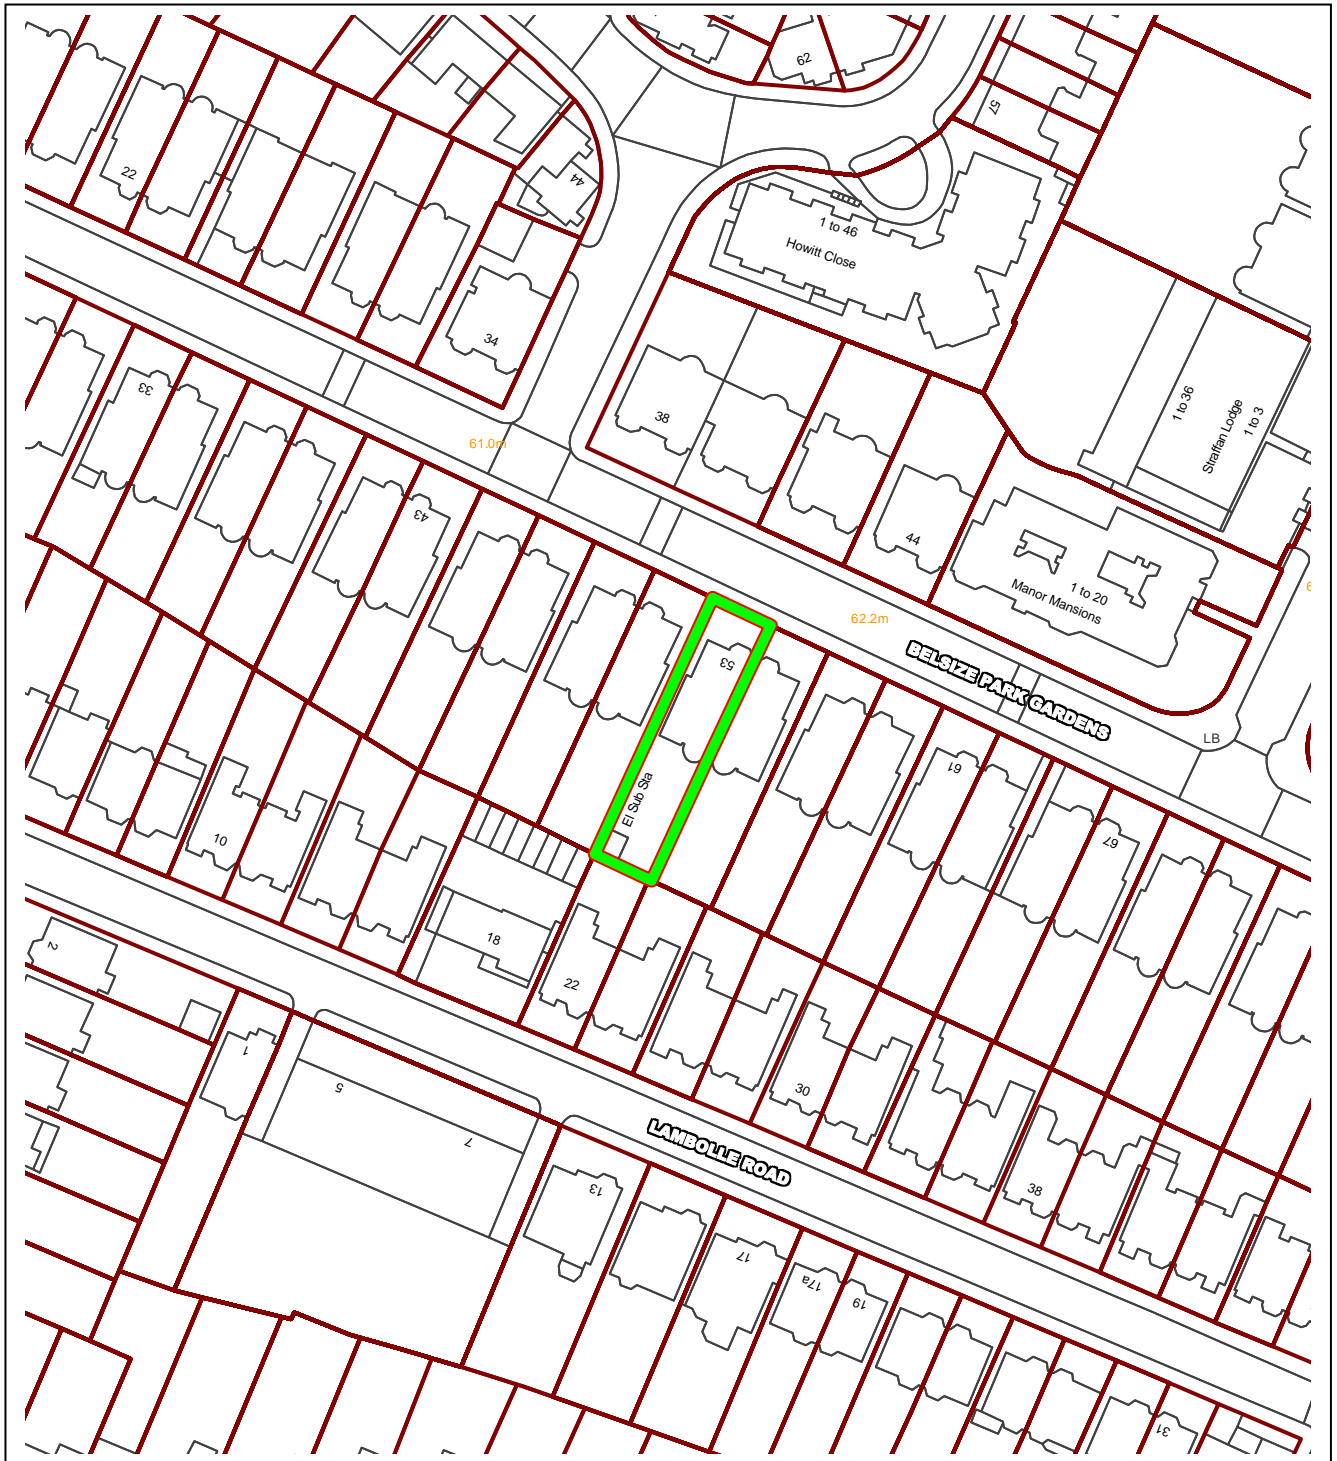 62
57
22
44
1 to 46
Howitt Close
34
33
38
1 to 36
Straffan Lodge
1 to 3
61.0m
43
44
1 to 20
Manor Mansions
62.2m
BELSIZE PARK GARDENS
53
LB
61
El Sub Sta
67
10
18
2
22
1
5
7
30
LAMBOLLE ROAD
13
38
17
17a
19
31